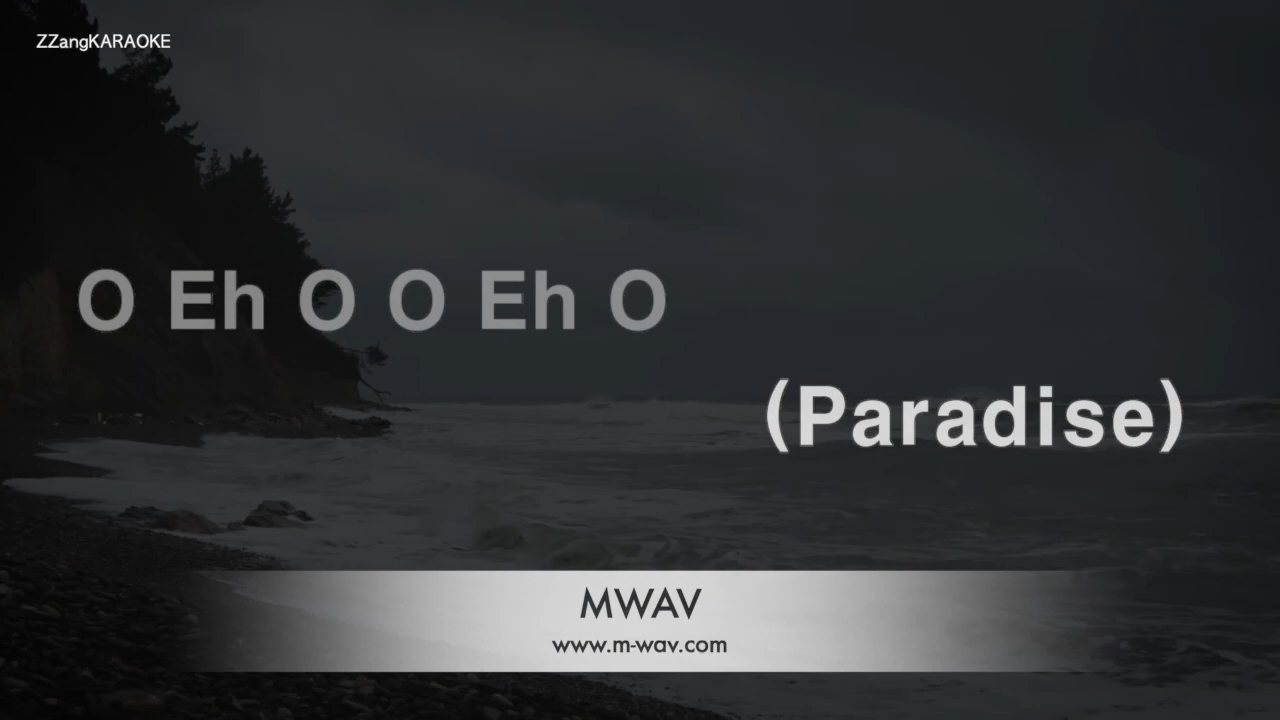 ZZangKARAOKE
O Eh O O Eh O
(Paradise)
MWAV
www.m-wav.com